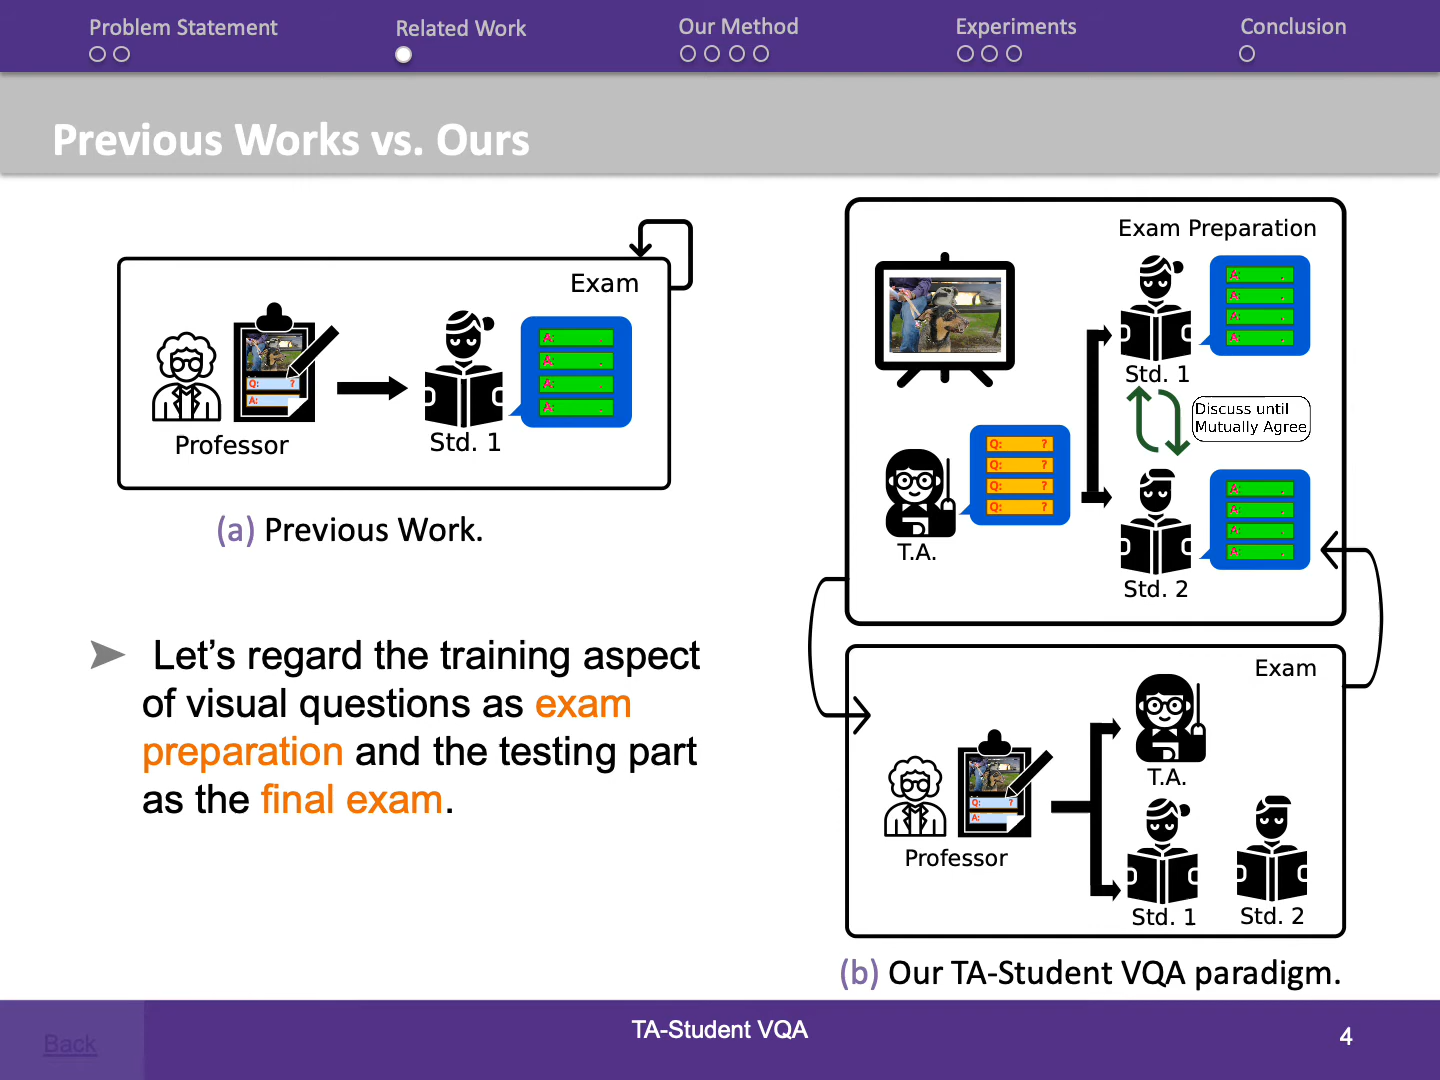 Problem Statement
Related Work
Our Method
Experiments
Conclusion
Previous Works vs. Ours
Exam
Q: ?
A:
A: .
A: .
A: .
A: .
Professor
Std. 1
(a) Previous Work.
➤ Let’s regard the training aspect
of visual questions as exam
preparation and the testing part
as the final exam.
Exam Preparation
A: .
A: .
A: .
A: .
Std. 1
Discuss until
Mutually Agree
Q: ?
Q: ?
Q: ?
Q: ?
T.A.
A: .
A: .
A: .
A: .
Std. 2
Exam
T.A.
Q: ?
A:
Professor
Std. 1
Std. 2
(b) Our TA-Student VQA paradigm.
Back
TA-Student VQA
4